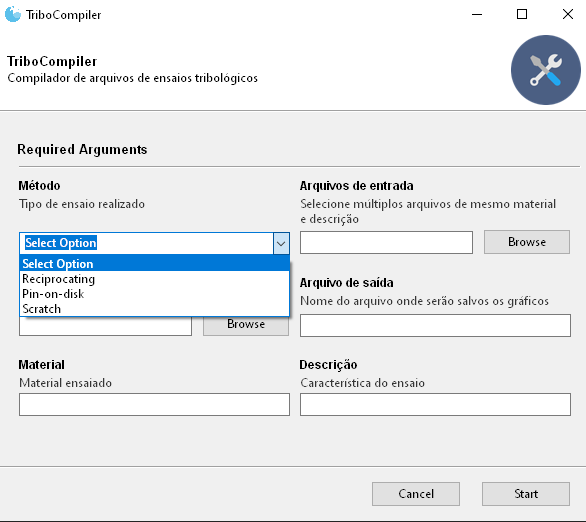 TriboCompiler
TriboCompiler
Compilador de arquivos de ensaios tribológicos
Required Arguments
Método
Tipo de ensaio realizado
Select Option
Select Option
Reciprocating
Pin-on-disk
Scratch
Browse
Arquivos de entrada
Selecione multiplos arquivos de mesmo material
e descrição
Browse
Arquivo de saída
Nome do arquivo onde serão salvos os gráficos
Material
Material ensaiado
Descrição
Característica do ensaio
Cancel
Start